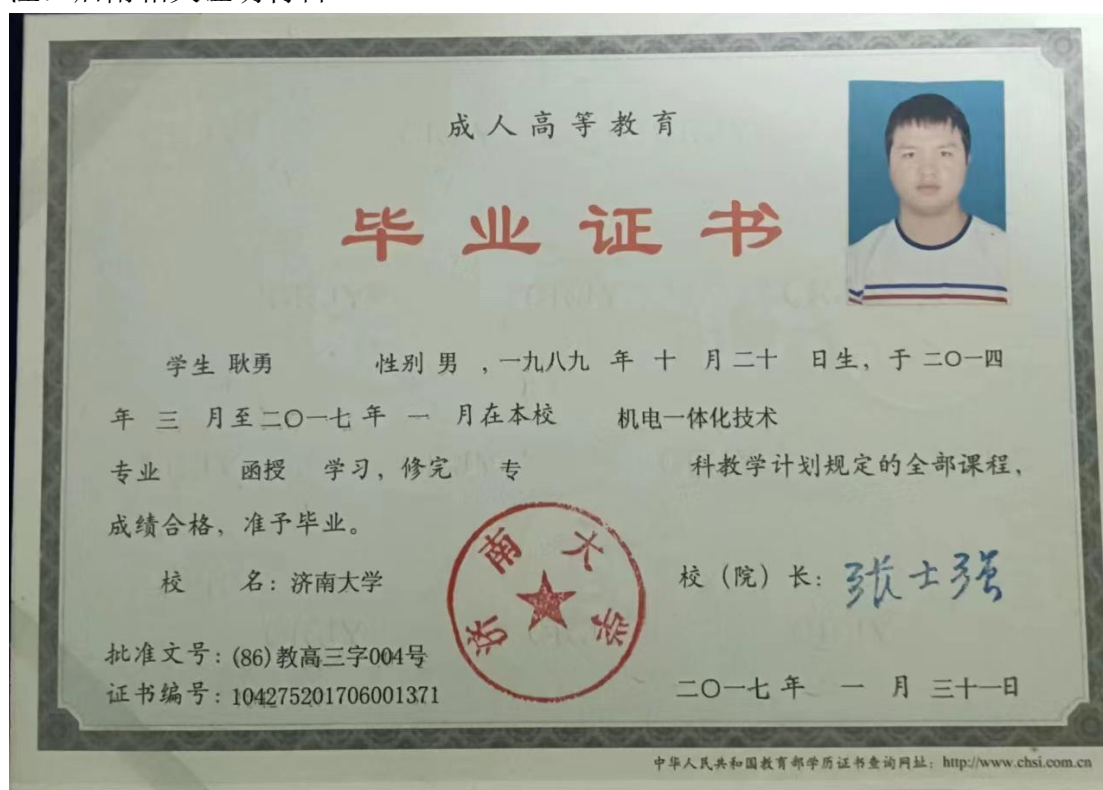 成人高等教育
毕业证书
学生 耿勇 性别 男 ,一九八九 年 十 月 二十 日生, 于 二〇一四
年 三 月至 二〇一七 年 一 月在本校 机电一体化技术
专业 函授 学习, 修完 专 科教学计划规定的全部课程,
成绩合格, 准予毕业。
济南大学
校 名: 济南大学
校(院)长: 张士强
批准文号: (86)教高三字004号
证书编号: 104275201706001371
二〇一七 年 一 月 三十一日
中华人民共和国教育部学历证书查询网址: http://www.chsi.com.cn